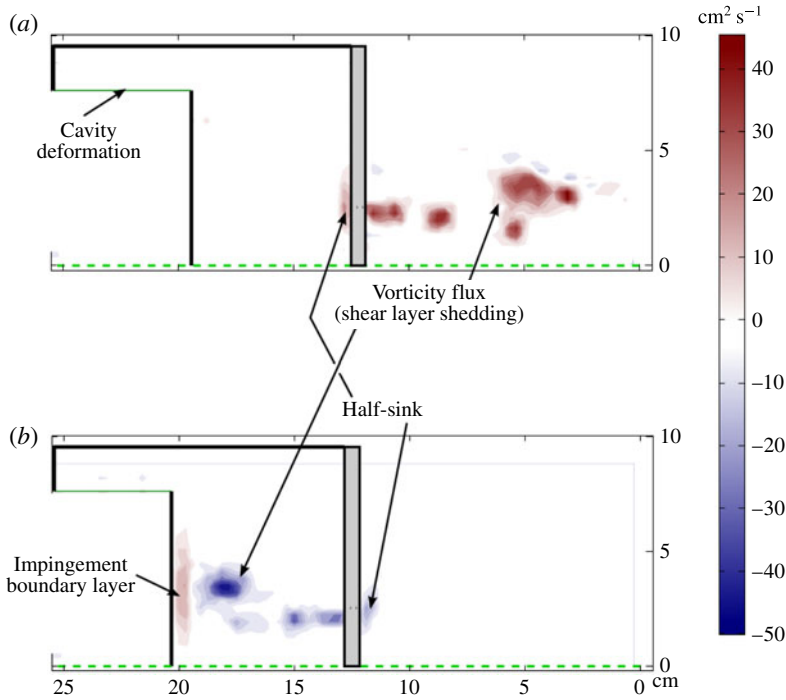 (a)
cm² s⁻¹
10
5
0
Cavity
deformation
Vorticity flux
(shear layer shedding)
Half-sink
40
30
20
10
0
–10
–20
–30
–40
–50
(b)
10
5
0
Impingement
boundary layer
25
20
15
10
5
0
cm